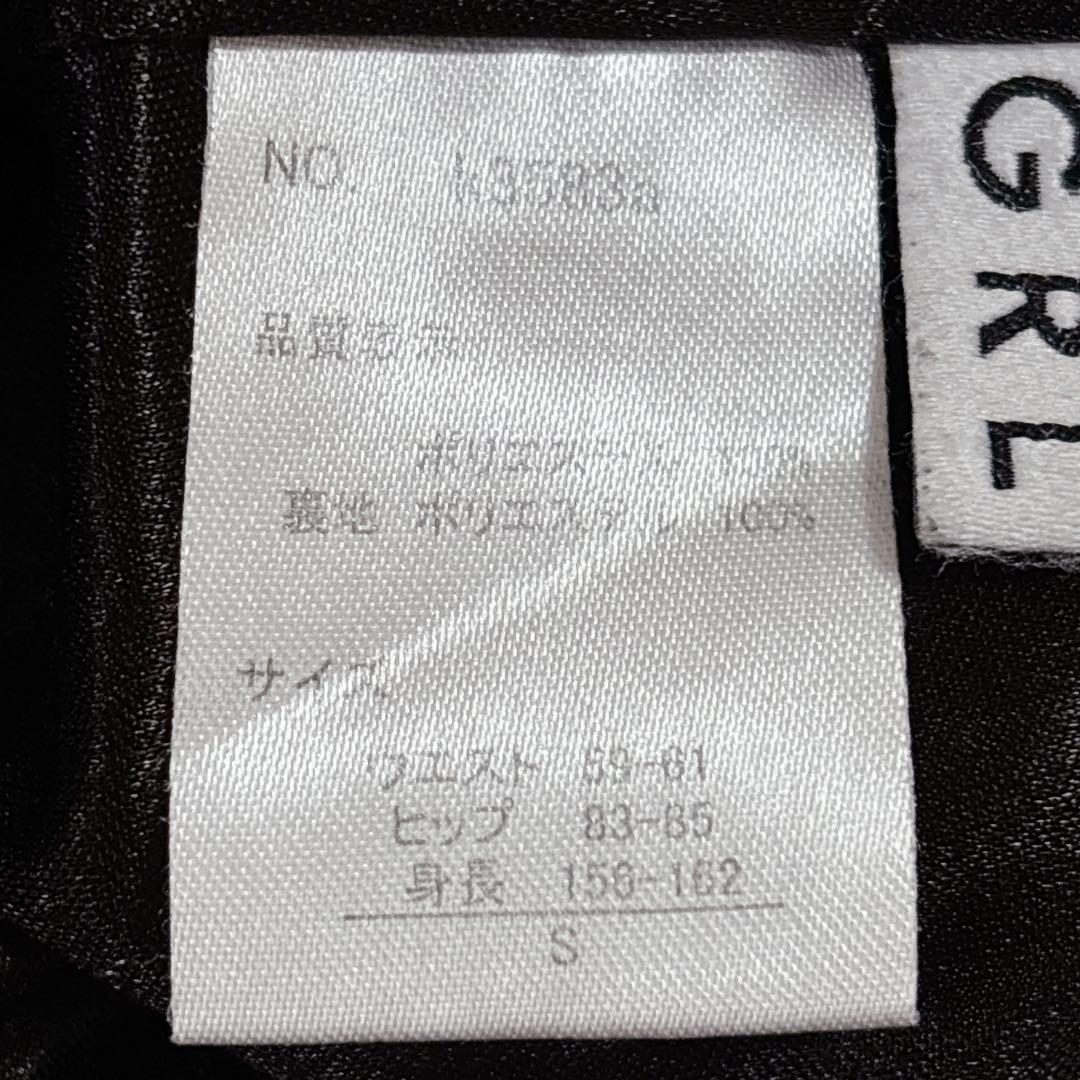 NO. k3583a
品質表示
ポリエステル 100%
裏地 ポリエステル 100%
サイズ
ウエスト 59-61
ヒップ 83-85
身長 156-162
S
GRL